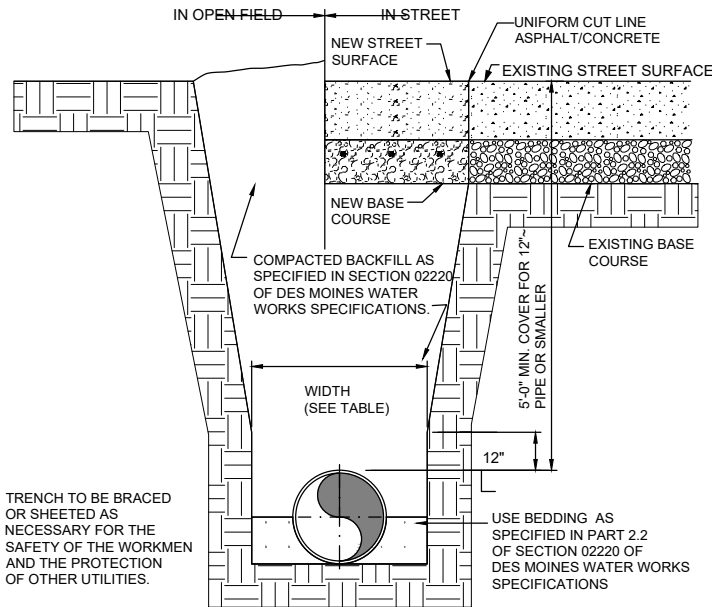 IN OPEN FIELD
IN STREET
NEW STREET
SURFACE
UNIFORM CUT LINE
ASPHALT/CONCRETE
EXISTING STREET SURFACE
NEW BASE
COURSE
EXISTING BASE
COURSE
COMPACTED BACKFILL AS
SPECIFIED IN SECTION 02220
OF DES MOINES WATER
WORKS SPECIFICATIONS.
5'-0" MIN. COVER FOR 12"
PIPE OR SMALLER
WIDTH
(SEE TABLE)
12"
TRENCH TO BE BRACED
OR SHEETED AS
NECESSARY FOR THE
SAFETY OF THE WORKMEN
AND THE PROTECTION
OF OTHER UTILITIES.
USE BEDDING AS
SPECIFIED IN PART 2.2
OF SECTION 02220 OF
DES MOINES WATER WORKS
SPECIFICATIONS